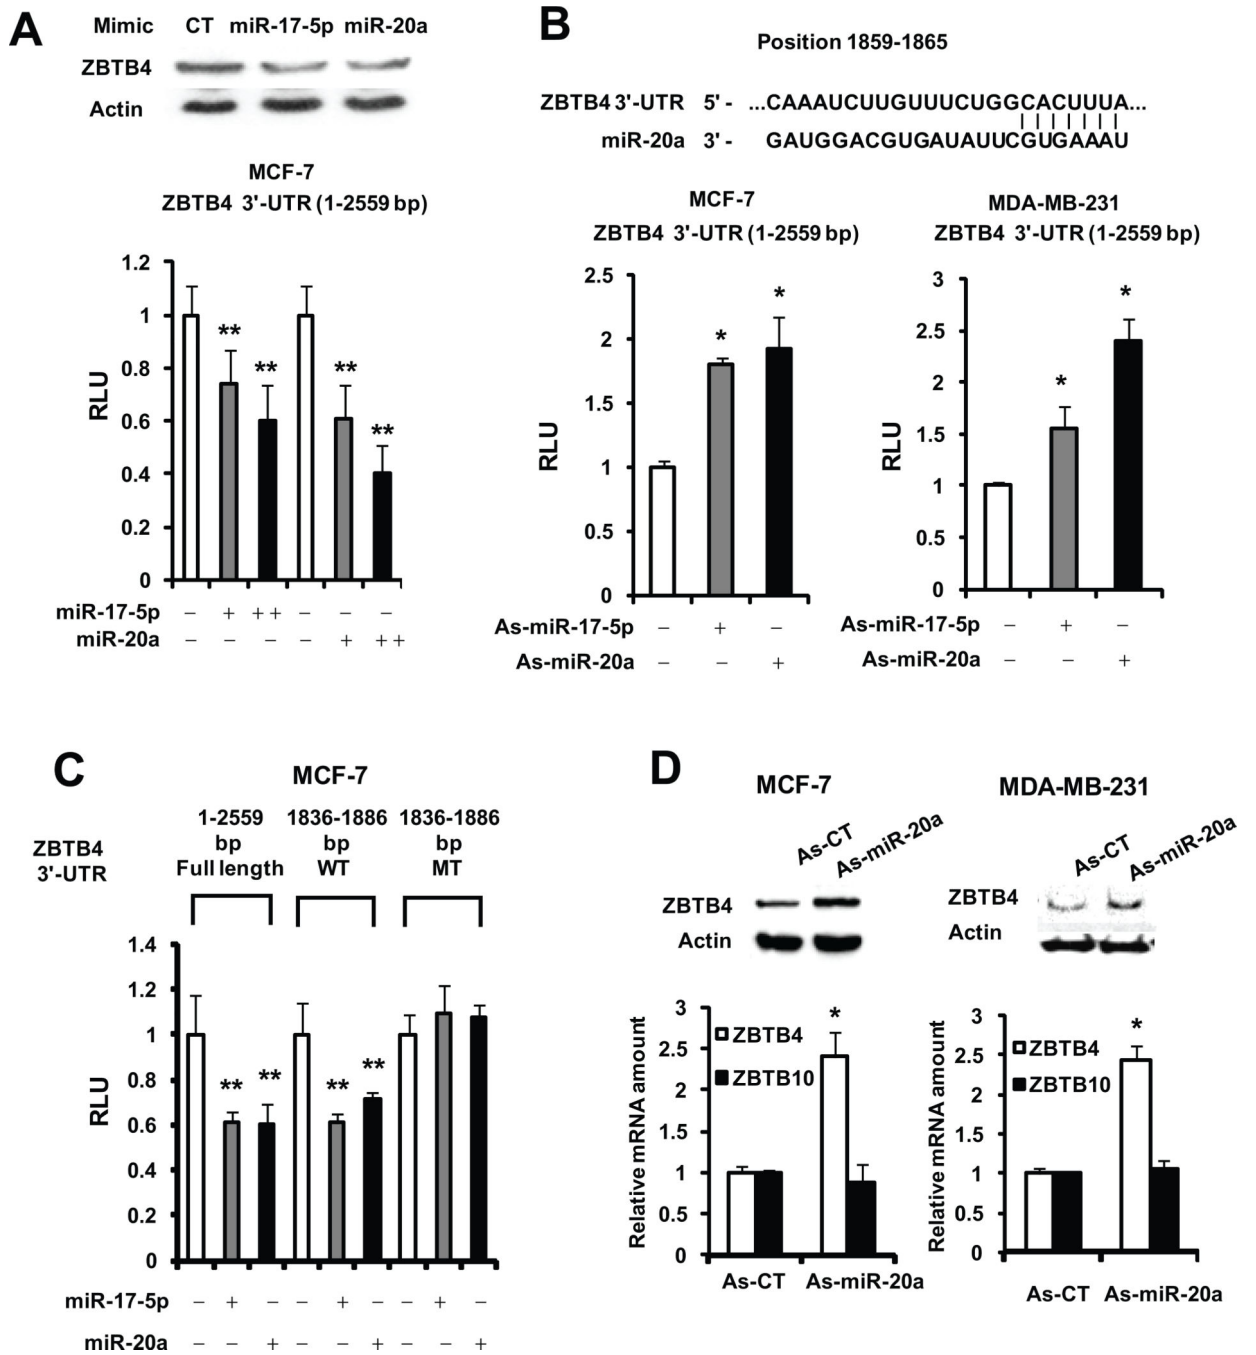 A
Mimic CT miR-17-5p miR-20a
ZBTB4
Actin
MCF-7
ZBTB4 3'-UTR (1-2559 bp)
1.2
1
0.8
0.6
0.4
0.2
0
RLU
** ** ** **
miR-17-5p – + ++ – – –
miR-20a – – – – + ++
B
Position 1859-1865
ZBTB4 3'-UTR 5' - ...CAAAUCUUGUUUCUGGCACUUUA...
miR-20a 3' - GAUGGACGUGAUAUUCGUGAAAU
MCF-7
ZBTB4 3'-UTR (1-2559 bp)
2.5
2
1.5
1
0.5
0
RLU
* *
As-miR-17-5p – + –
As-miR-20a – – +
MDA-MB-231
ZBTB4 3'-UTR (1-2559 bp)
3
2.5
2
1.5
1
0.5
0
RLU
* *
As-miR-17-5p – + –
As-miR-20a – – +
C
MCF-7
ZBTB4
3'-UTR
1-2559
bp
Full length
1836-1886
bp
WT
1836-1886
bp
MT
1.4
1.2
1
0.8
0.6
0.4
0.2
0
RLU
** ** ** **
miR-17-5p – + – – + – – + –
miR-20a – – + – – + – – +
D
MCF-7
As-CT As-miR-20a
ZBTB4
Actin
3
2.5
2
1.5
1
0.5
0
Relative mRNA amount
ZBTB4
ZBTB10
*
As-CT As-miR-20a
MDA-MB-231
As-CT As-miR-20a
ZBTB4
Actin
3
2.5
2
1.5
1
0.5
0
Relative mRNA amount
ZBTB4
ZBTB10
*
As-CT As-miR-20a